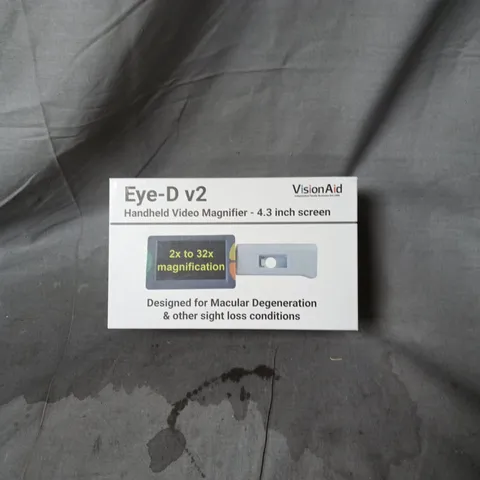 Eye-D v2
VisionAid
Handheld Video Magnifier - 4.3 inch screen
2x to 32x
magnification
Designed for Macular Degeneration
& other sight loss conditions